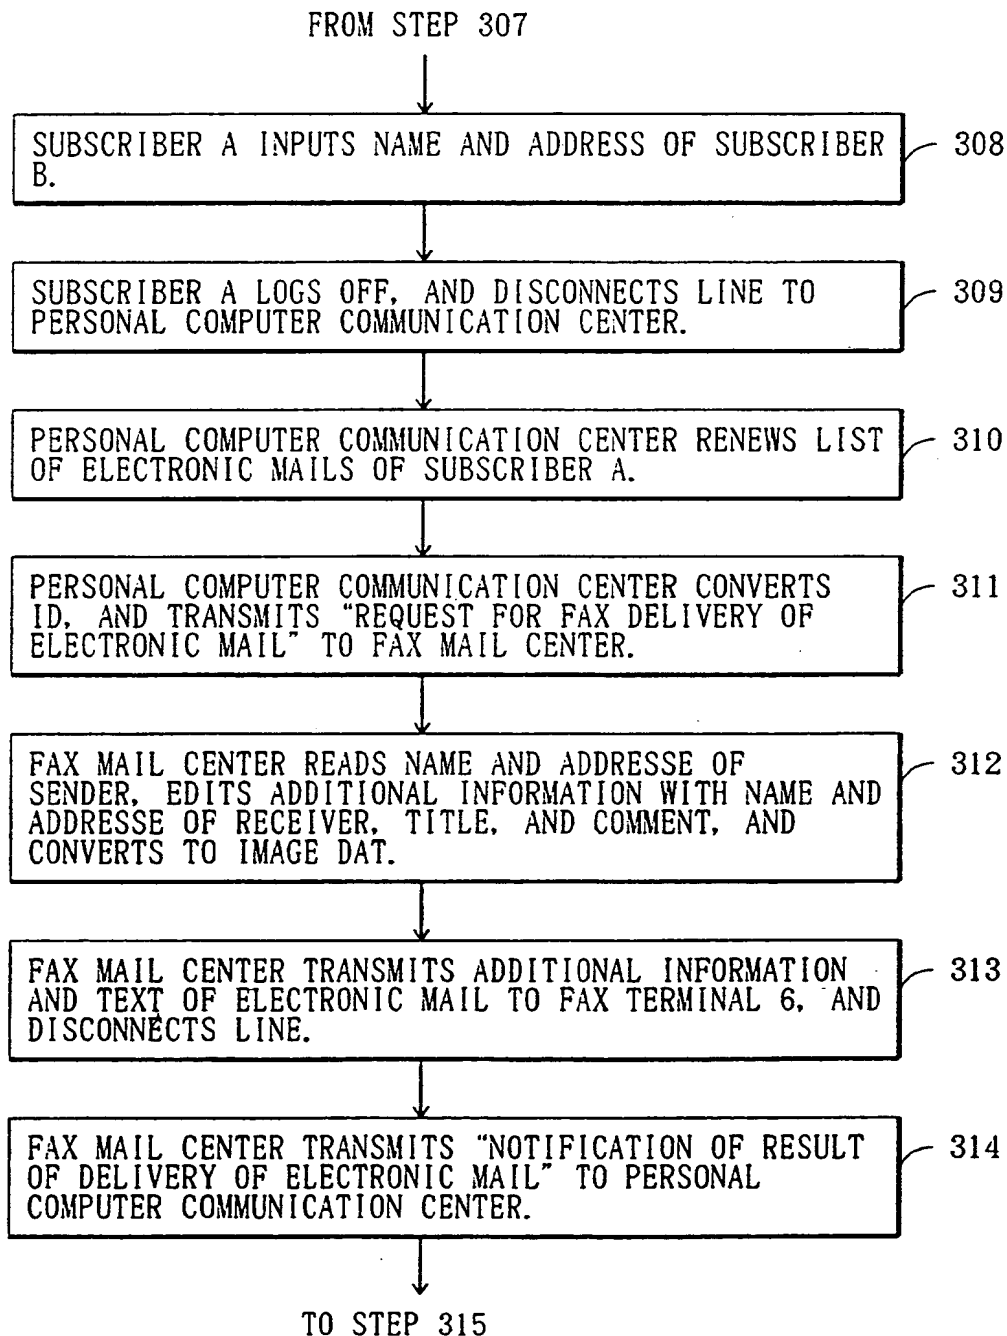 FROM STEP 307
SUBSCRIBER A INPUTS NAME AND ADDRESS OF SUBSCRIBER
B.
308
SUBSCRIBER A LOGS OFF, AND DISCONNECTS LINE TO
PERSONAL COMPUTER COMMUNICATION CENTER.
309
PERSONAL COMPUTER COMMUNICATION CENTER RENEWS LIST
OF ELECTRONIC MAILS OF SUBSCRIBER A.
310
PERSONAL COMPUTER COMMUNICATION CENTER CONVERTS
ID, AND TRANSMITS "REQUEST FOR FAX DELIVERY OF
ELECTRONIC MAIL" TO FAX MAIL CENTER.
311
FAX MAIL CENTER READS NAME AND ADDRESSE OF
SENDER, EDITS ADDITIONAL INFORMATION WITH NAME AND
ADDRESSE OF RECEIVER, TITLE, AND COMMENT, AND
CONVERTS TO IMAGE DAT.
312
FAX MAIL CENTER TRANSMITS ADDITIONAL INFORMATION
AND TEXT OF ELECTRONIC MAIL TO FAX TERMINAL 6, AND
DISCONNECTS LINE.
313
FAX MAIL CENTER TRANSMITS "NOTIFICATION OF RESULT
OF DELIVERY OF ELECTRONIC MAIL" TO PERSONAL
COMPUTER COMMUNICATION CENTER.
314
TO STEP 315